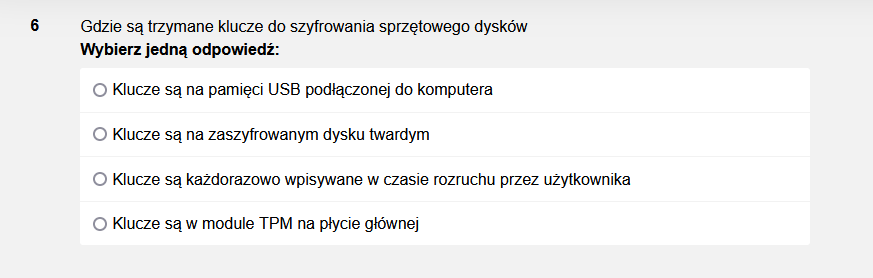 6 Gdzie są trzymane klucze do szyfrowania sprzętowego dysków
Wybierz jedną odpowiedź:
Klucze są na pamięci USB podłączonej do komputera
Klucze są na zaszyfrowanym dysku twardym
Klucze są każdorazowo wpisywane w czasie rozruchu przez użytkownika
Klucze są w module TPM na płycie głównej